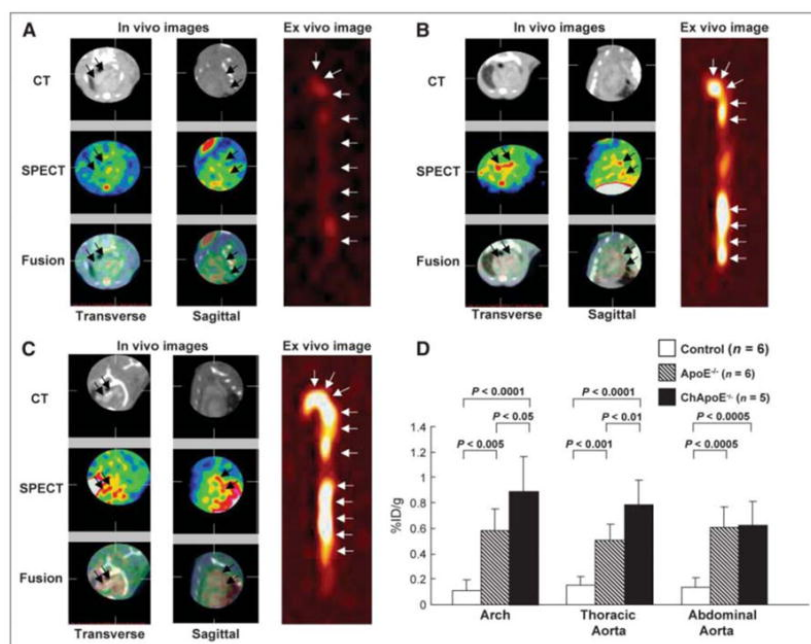 A
In vivo images
Ex vivo image
CT
SPECT
Fusion
Transverse
Sagittal
B
In vivo images
Ex vivo image
CT
SPECT
Fusion
Transverse
Sagittal
C
In vivo images
Ex vivo image
CT
SPECT
Fusion
Transverse
Sagittal
D
Control (n = 6)
ApoE-/- (n = 6)
ChApoE-/- (n = 5)
P < 0.0001
P < 0.05
P < 0.005
P < 0.0001
P < 0.01
P < 0.001
P < 0.0005
P < 0.0005
%ID/g
1.4
1.2
1
0.8
0.6
0.4
0.2
0
Arch
Thoracic
Aorta
Abdominal
Aorta